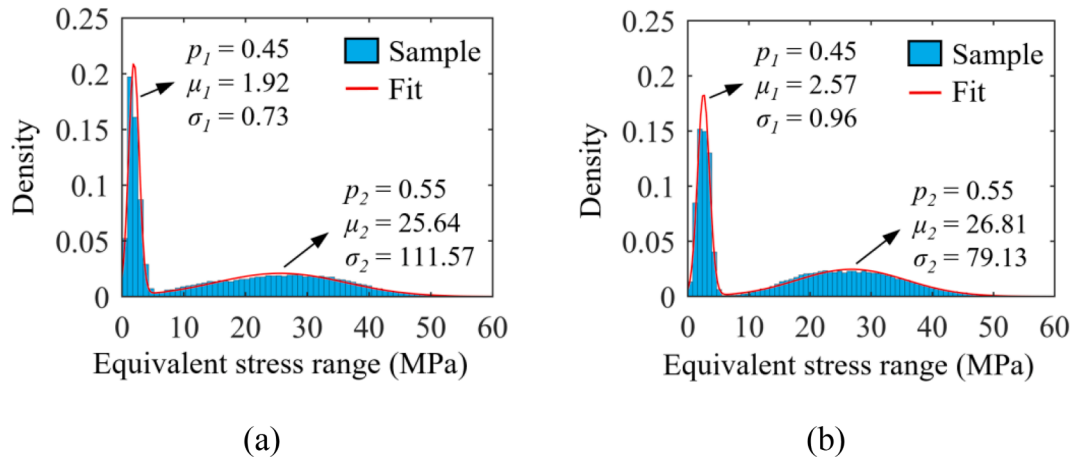 0.25
0.2
0.15
0.1
0.05
0
Density
p1 = 0.45
μ1 = 1.92
σ1 = 0.73
Sample
Fit
p2 = 0.55
μ2 = 25.64
σ2 = 111.57
0 10 20 30 40 50 60
Equivalent stress range (MPa)
(a)
0.25
0.2
0.15
0.1
0.05
0
Density
p1 = 0.45
μ1 = 2.57
σ1 = 0.96
Sample
Fit
p2 = 0.55
μ2 = 26.81
σ2 = 79.13
0 10 20 30 40 50 60
Equivalent stress range (MPa)
(b)